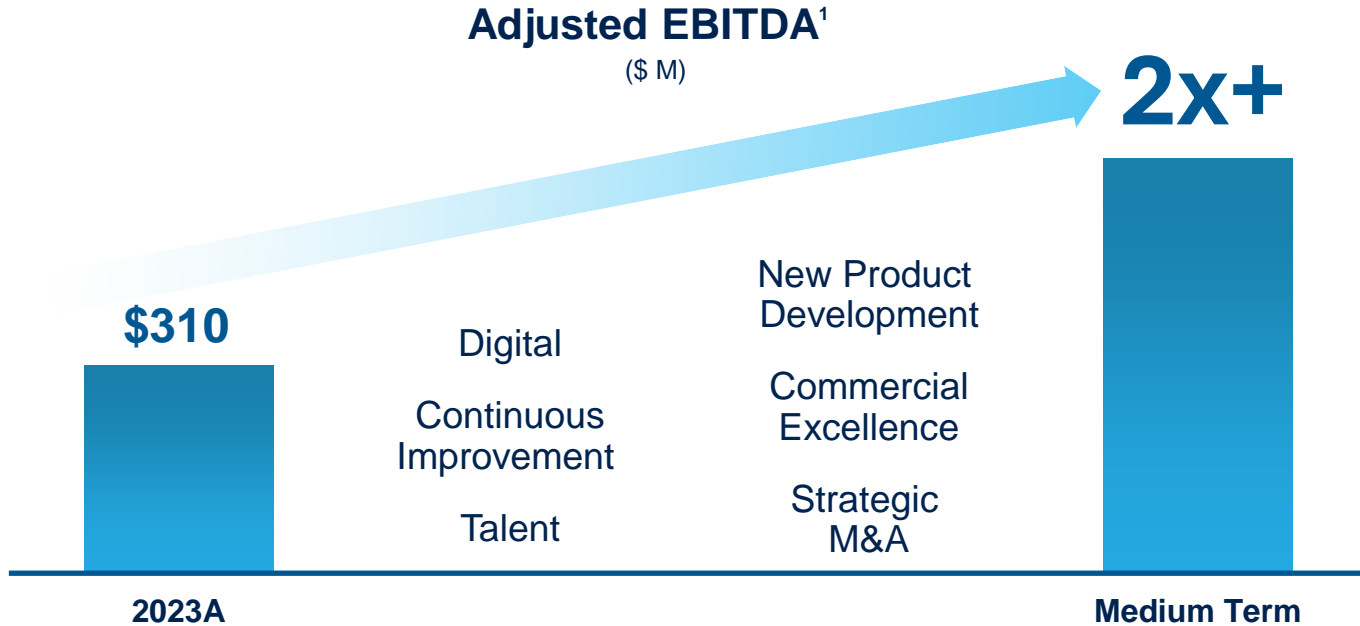 Adjusted EBITDA¹
($ M)
2x+
$310
Digital
Continuous
Improvement
Talent
New Product
Development
Commercial
Excellence
Strategic
M&A
2023A
Medium Term